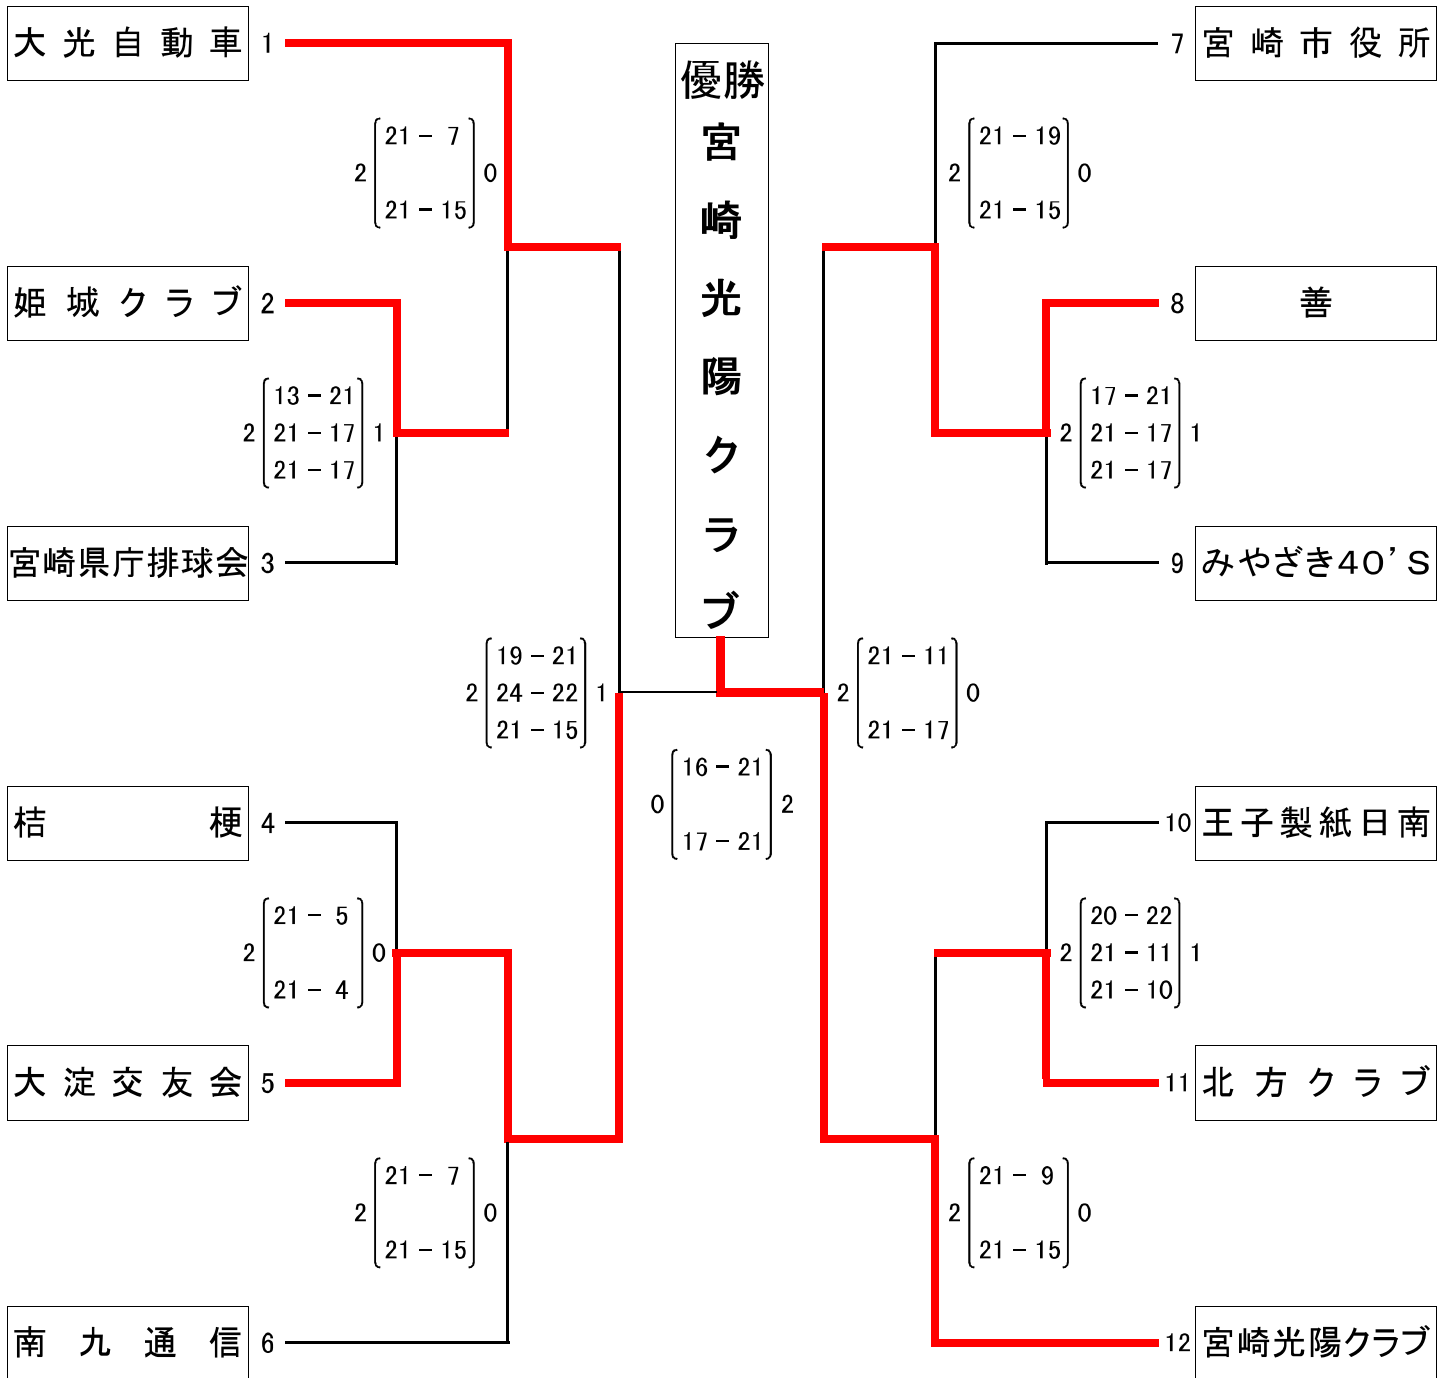 大光自動車 1
2 21 - 7 0
21 - 15
姫城クラブ 2
13 - 21
2 21 - 17 1
21 - 17
宮崎県庁排球会 3
19 - 21
2 24 - 22 1
21 - 15
桔梗 4
21 - 5
2 0
21 - 4
大淀交友会 5
21 - 7
2 0
21 - 15
南九通信 6
優勝
宮崎光陽クラブ
16 - 21
0 2
17 - 21
7 宮崎市役所
21 - 19
2 0
21 - 15
8 善
17 - 21
2 21 - 17 1
21 - 17
9 みやざき40’S
21 - 11
2 0
21 - 17
10 王子製紙日南
20 - 22
2 21 - 11 1
21 - 10
11 北方クラブ
21 - 9
2 0
21 - 15
12 宮崎光陽クラブ